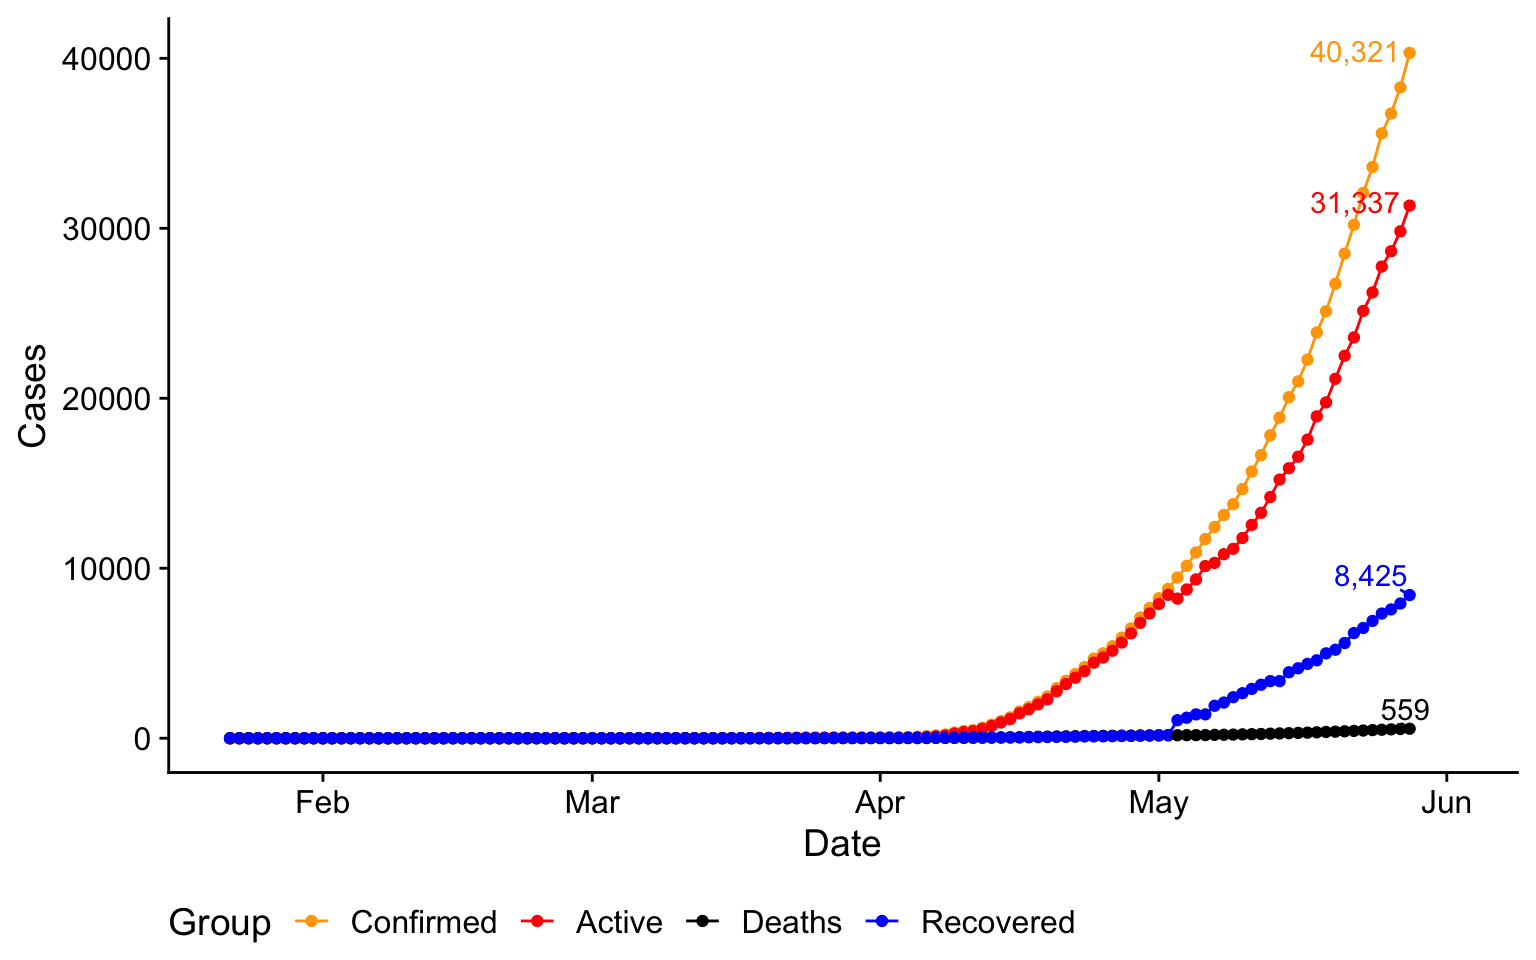 40000
30000
20000
10000
0
Cases
40,321
31,337
8,425
559
Feb Mar Apr May Jun
Date
Group Confirmed Active Deaths Recovered